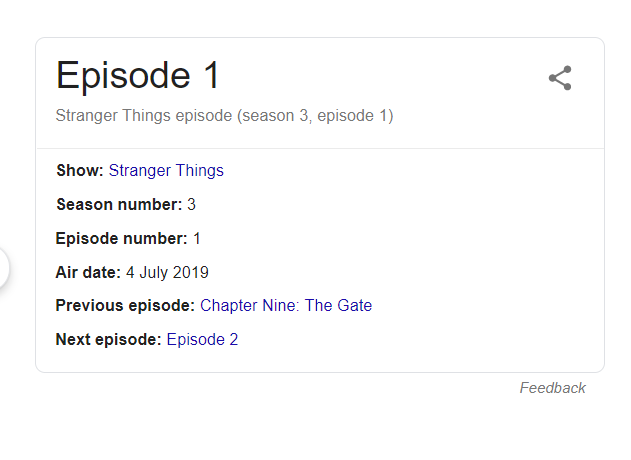 Episode 1
Stranger Things episode (season 3, episode 1)
Show: Stranger Things
Season number: 3
Episode number: 1
Air date: 4 July 2019
Previous episode: Chapter Nine: The Gate
Next episode: Episode 2
Feedback